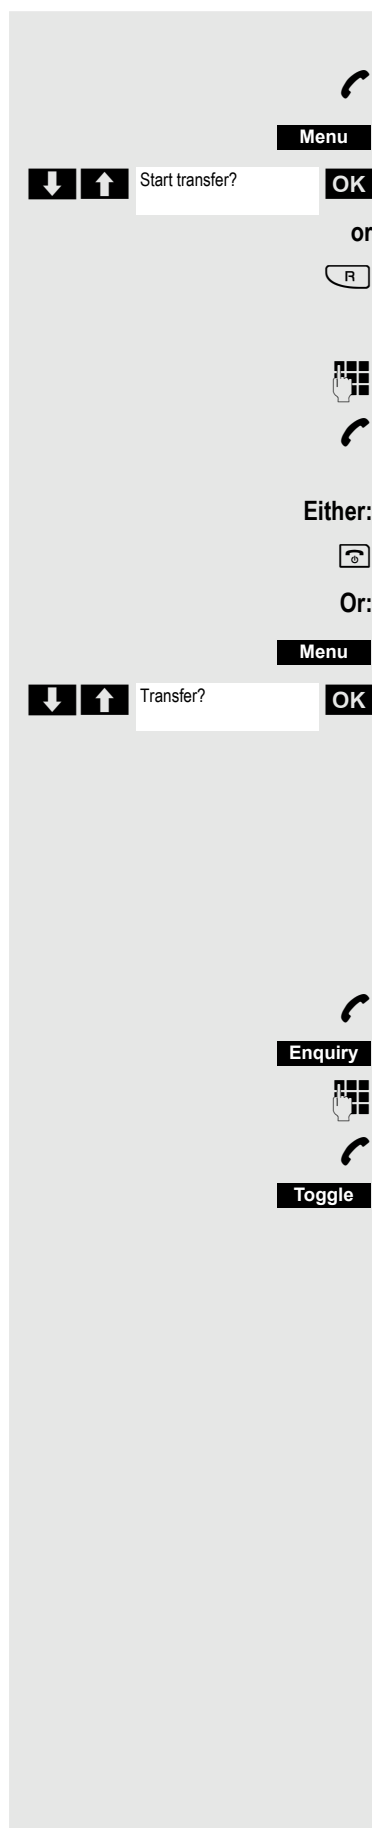 Menu
Start transfer?
OK
or
R
Either:
Or:
Menu
Transfer?
OK
Enquiry
Toggle